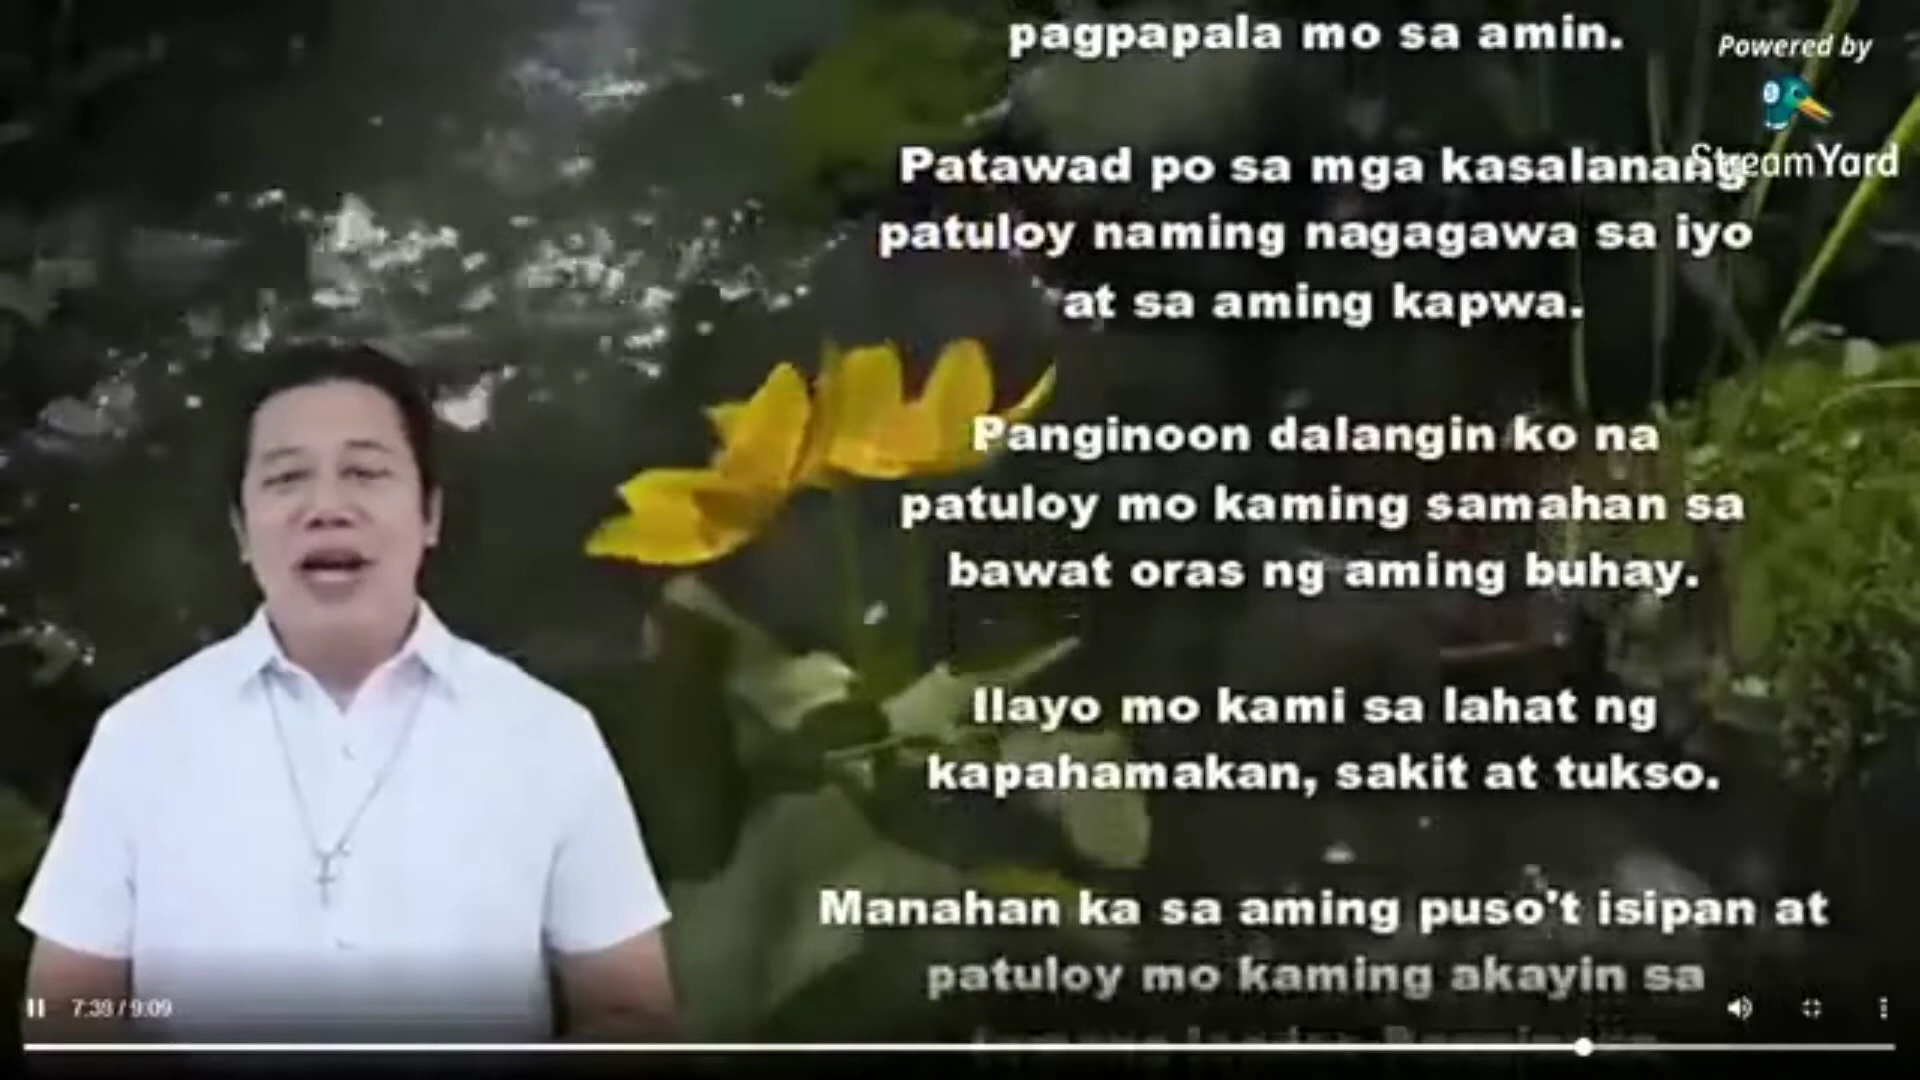 pagpapala mo sa amin.
Powered by
StreamYard
Patawad po sa mga kasalanang
patuloy naming nagagawa sa iyo
at sa aming kapwa.
Panginoon dalangin ko na
patuloy mo kaming samahan sa
bawat oras ng aming buhay.
Ilayo mo kami sa lahat ng
kapahamakan, sakit at tukso.
Manahan ka sa aming puso't isipan at
patuloy mo kaming akayin sa
7:39 / 9:09